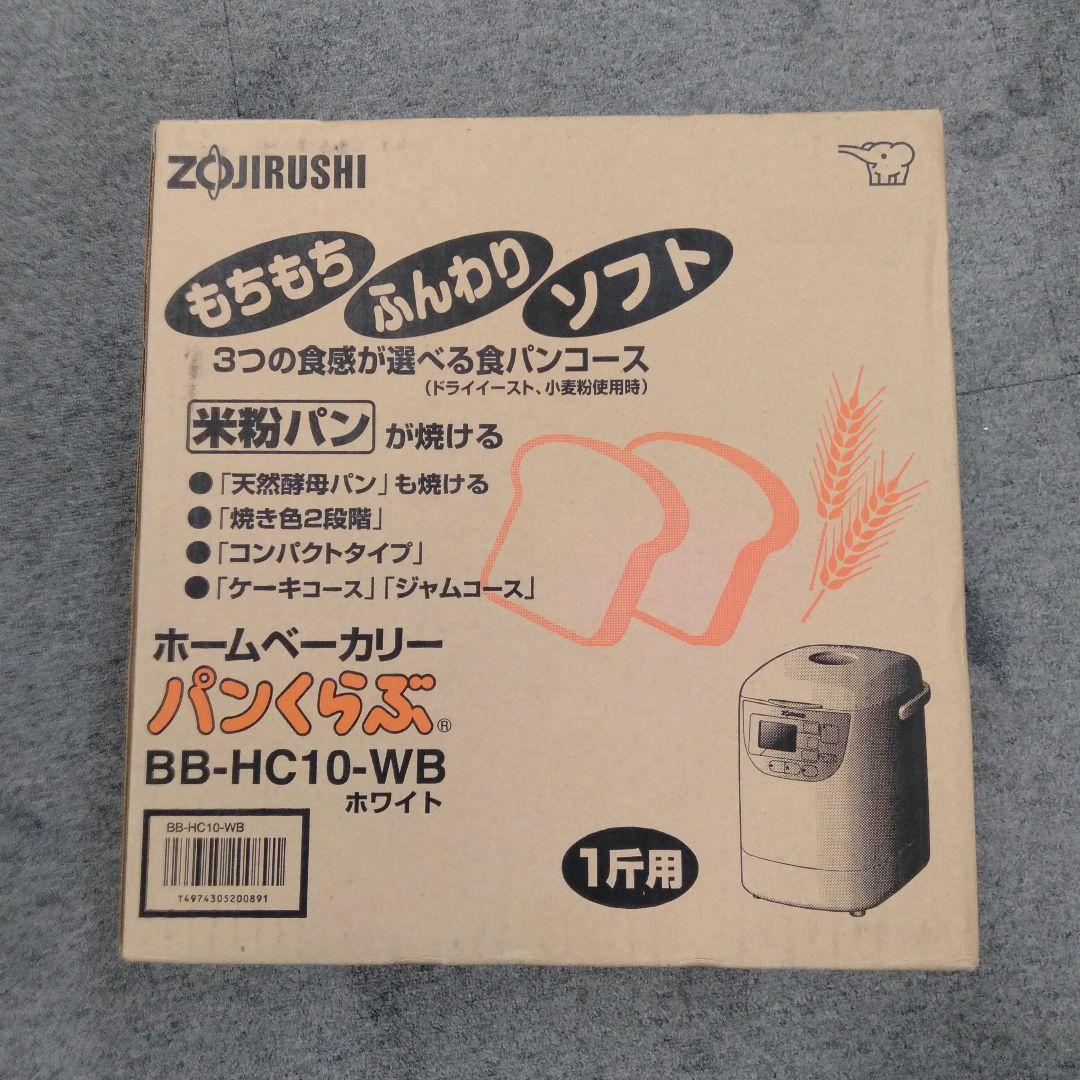 ZOJIRUSHI
もちもち ふんわり ソフト
3つの食感が選べる食パンコース
(ドライイースト、小麦粉使用時)
米粉パン が焼ける
●「天然酵母パン」も焼ける
●「焼き色2段階」
●「コンパクトタイプ」
●「ケーキコース」「ジャムコース」
ホームベーカリー
パンくらぶ®
BB-HC10-WB
ホワイト
BB-HC10-WB
T4974305200891
1斤用